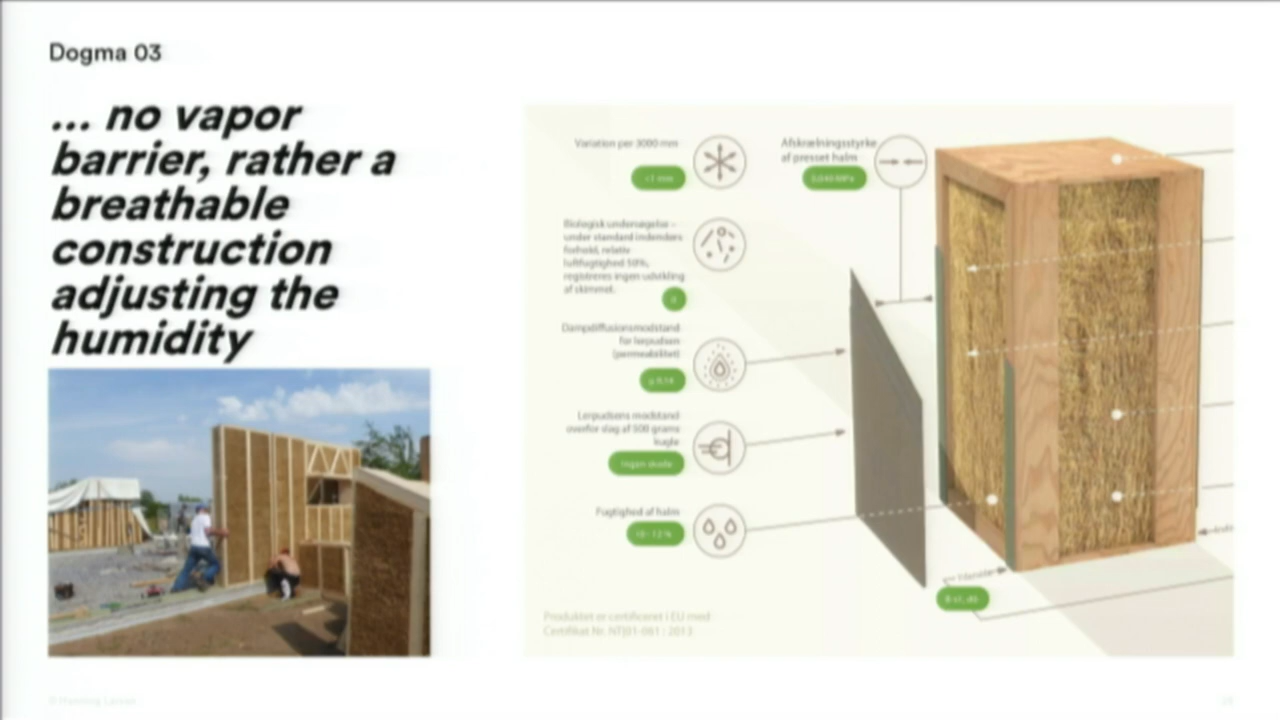 Dogma 03
... no vapor
barrier, rather a
breathable
construction
adjusting the
humidity
Variation per 3000 mm
<1 mm
Afskrælningsstyrke
af presset halm
Biologisk undersøgelse -
under standard indendørs
forhold, relativ
luftfugtighed 50%,
registreres ingen udvikling
af skimmel.
0
Dampdiffusionsmodstand
for lerpudsen
(permeabilitet)
Lerpudsens modstand
overfor slag af 500 grams
kugle
Ingen skade
Fugtighed af halm
Produktet er certificeret i EU med
© Henning Larsen